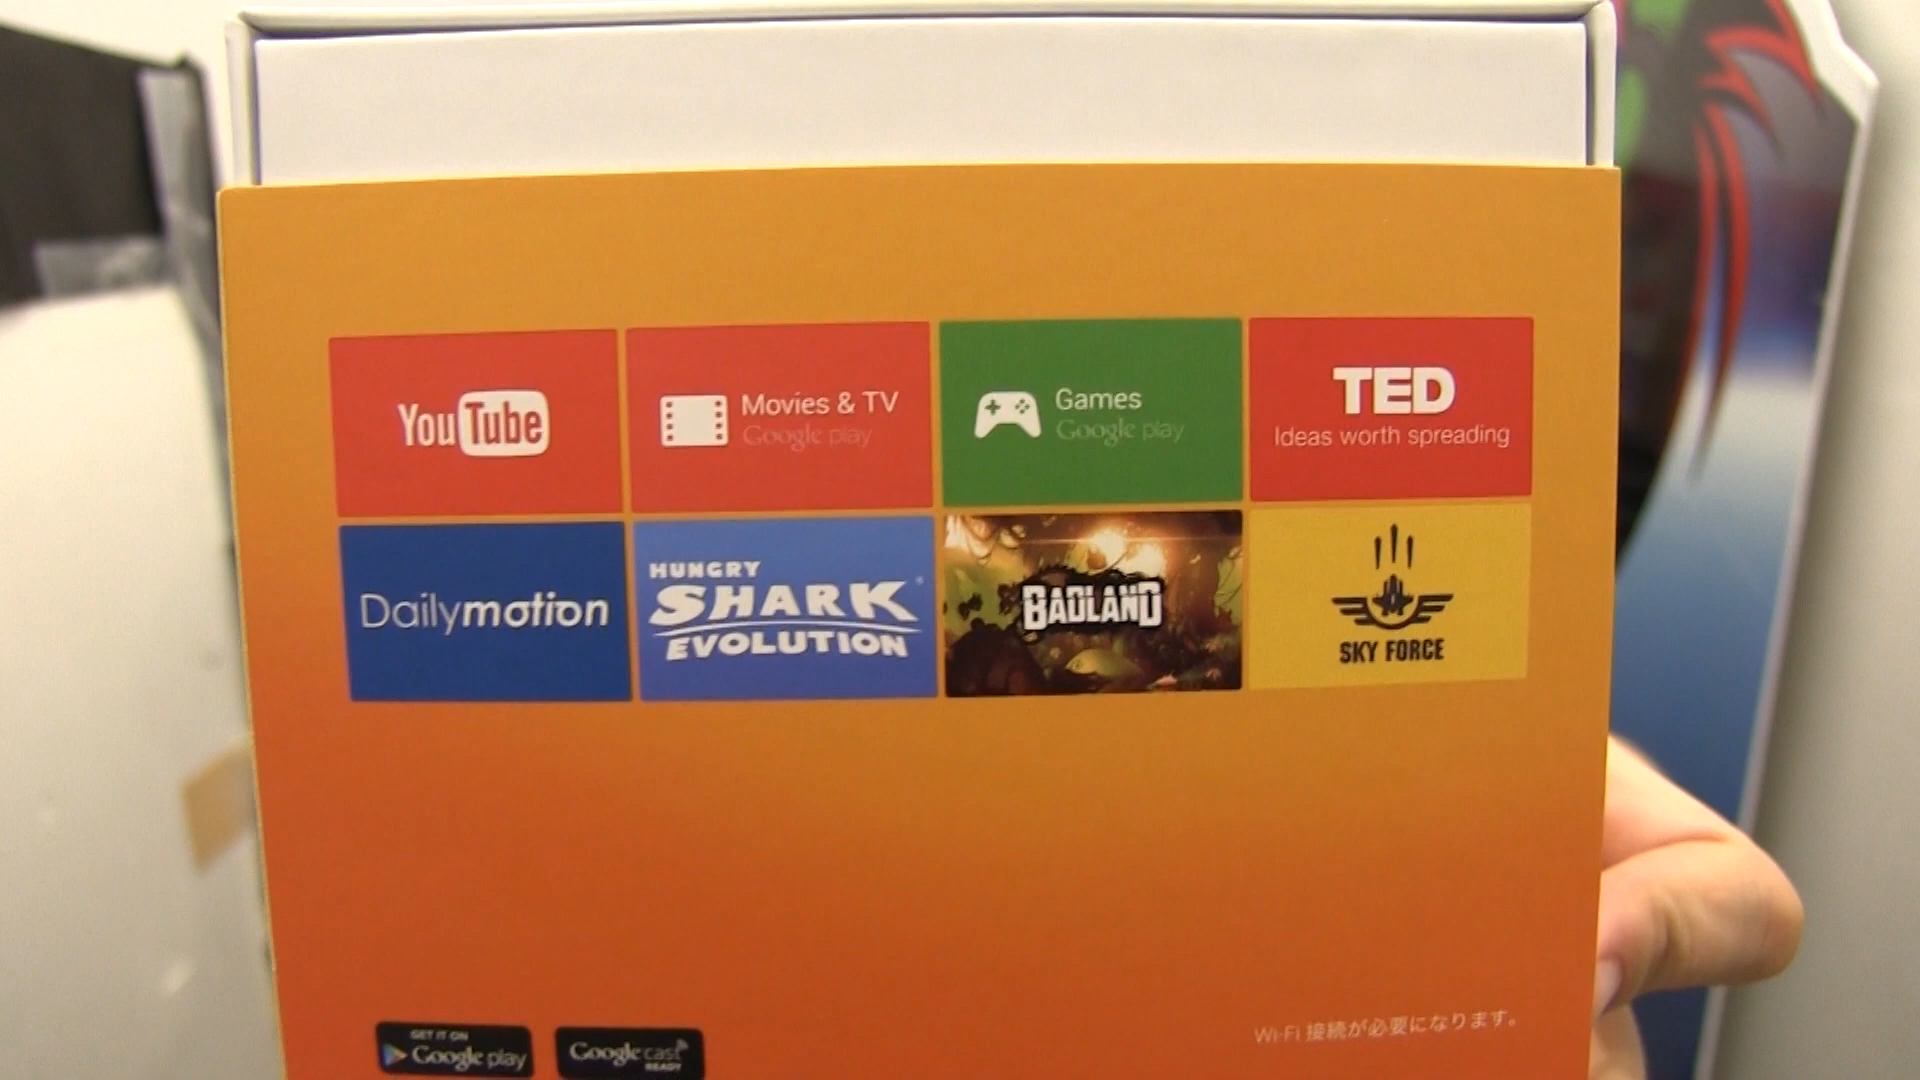 YouTube
Movies & TV
Google play
Games
Google play
TED
Ideas worth spreading
Dailymotion
HUNGRY
SHARK
EVOLUTION
BADLAND
SKY FORCE
GET IT ON
Google play
Google cast
READY
Wi-Fi 接続が必要になります。